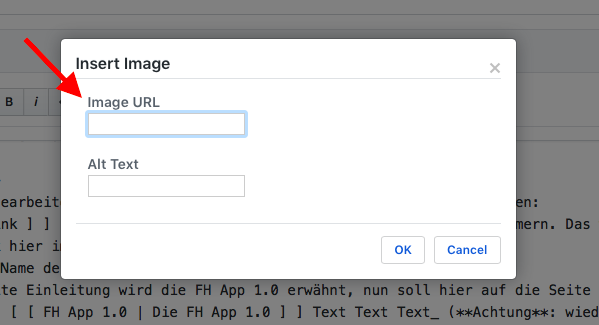 Insert Image
×
Image URL
B i
Alt Text
earbeite en:
nk ] ] mern. Das
hier i
Name de
te Einleitung wird die FH App 1.0 erwähnt, nun soll hier auf die Seite
[ [ FH App 1.0 | Die FH App 1.0 ] ] Text Text Text_ (**Achtung**: wied
OK Cancel